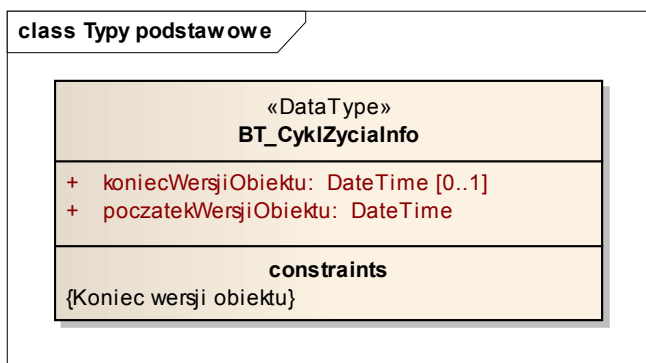 class Typy podstawowe
«DataType»
BT_CyklZyciaInfo
+ koniecWersjiObiektu: DateTime [0..1]
+ poczatekWersjiObiektu: DateTime
constraints
{Koniec wersji obiektu}